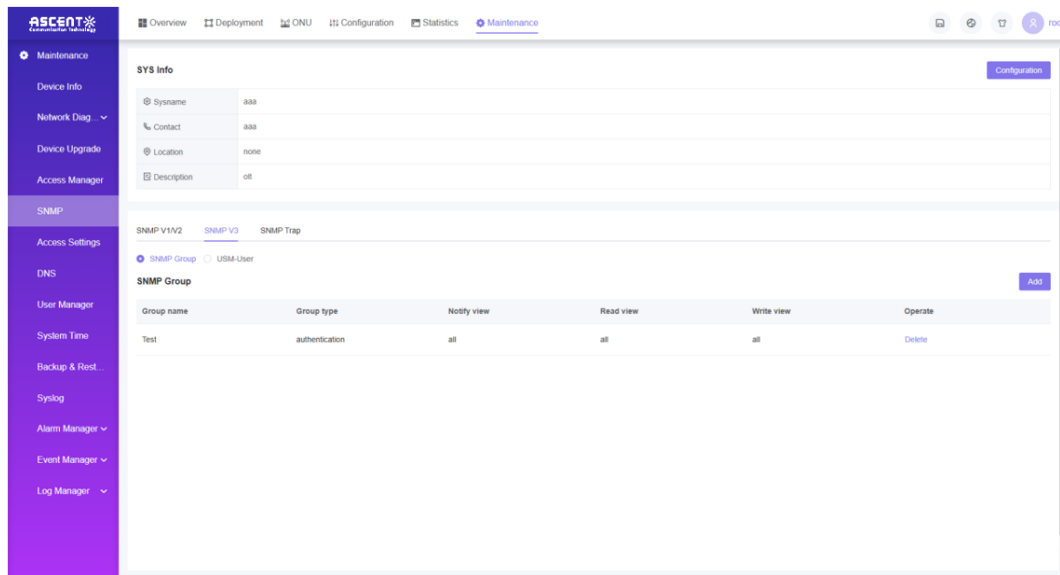 ASCENT
Communication Technology
Overview Deployment ONU Configuration Statistics Maintenance
Maintenance
Device Info
Network Diag...
Device Upgrade
Access Manager
SNMP
Access Settings
DNS
User Manager
System Time
Backup & Rest...
Syslog
Alarm Manager
Event Manager
Log Manager
SYS Info
Configuration
Sysname aaa
Contact aaa
Location none
Description olt
SNMP V1/V2 SNMP V3 SNMP Trap
SNMP Group USM-User
SNMP Group
Add
Group name Group type Notify view Read view Write view Operate
Test authentication all all all Delete